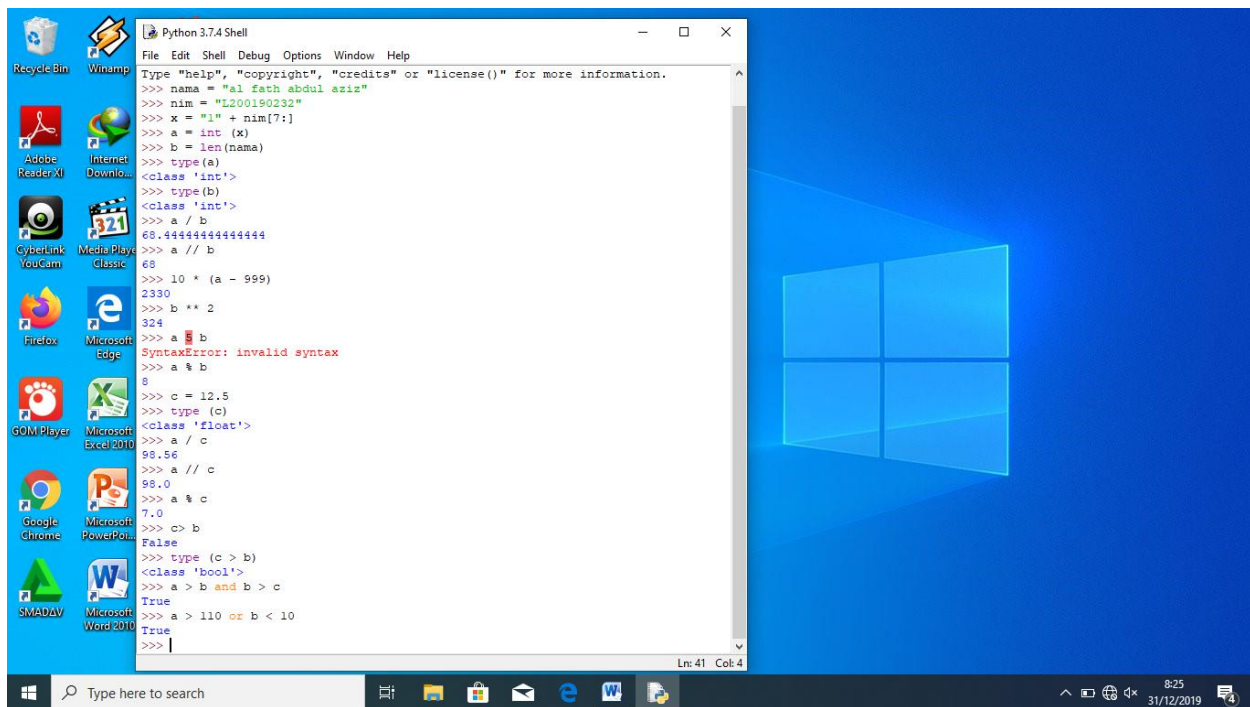 Recycle Bin
Winamp
Adobe Reader XI
Internet Downlo...
CyberLink YouCam
321
Media Playe Classic
Firefox
Microsoft Edge
GOM Player
Microsoft Excel 2010
Google Chrome
Microsoft PowerPoi...
SMADAV
Microsoft Word 2010
Python 3.7.4 Shell
File Edit Shell Debug Options Window Help
Type "help", "copyright", "credits" or "license()" for more information.
>>> nama = "al fath abdul aziz"
>>> nim = "L200190232"
>>> x = "1" + nim[7:]
>>> a = int (x)
>>> b = len(nama)
>>> type(a)
<class 'int'>
>>> type(b)
<class 'int'>
>>> a / b
68.44444444444444
>>> a // b
68
>>> 10 * (a - 999)
2330
>>> b ** 2
324
>>> a 5 b
SyntaxError: invalid syntax
>>> a % b
8
>>> c = 12.5
>>> type (c)
<class 'float'>
>>> a / c
98.56
>>> a // c
98.0
>>> a % c
7.0
>>> c> b
False
>>> type (c > b)
<class 'bool'>
>>> a > b and b > c
True
>>> a > 110 or b < 10
True
>>>
Ln: 41 Col: 4
Type here to search
8:25
31/12/2019
4